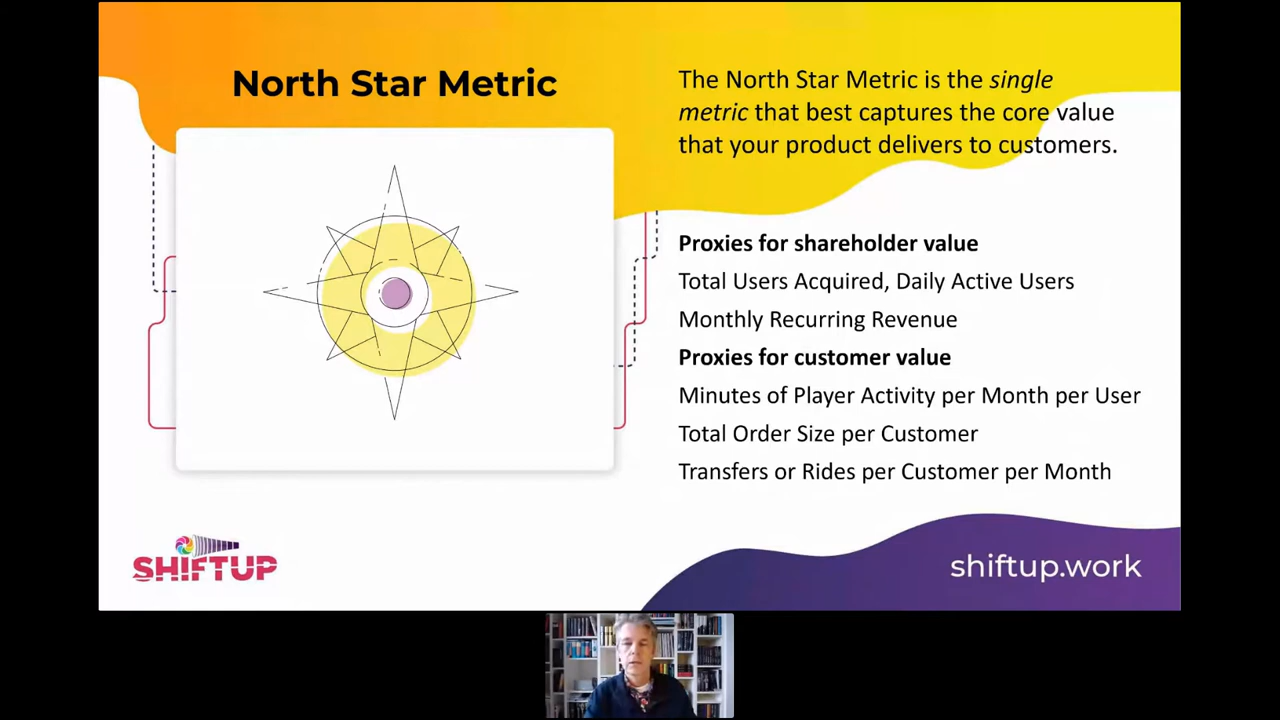 North Star Metric
The North Star Metric is the single
metric that best captures the core value
that your product delivers to customers.
Proxies for shareholder value
Total Users Acquired, Daily Active Users
Monthly Recurring Revenue
Proxies for customer value
Minutes of Player Activity per Month per User
Total Order Size per Customer
Transfers or Rides per Customer per Month
SHIFTUP
shiftup.work